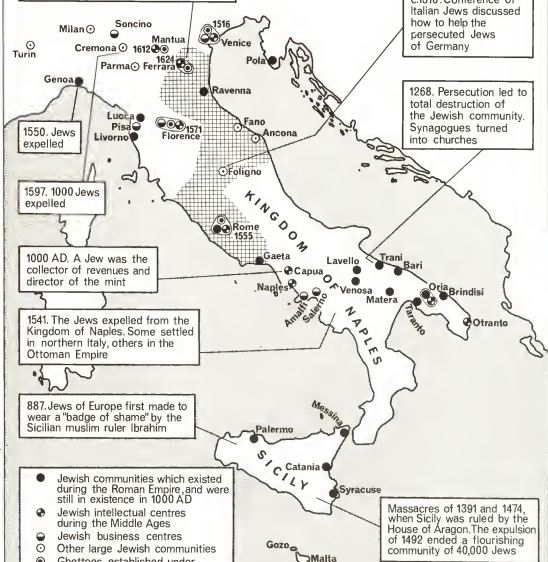 c.1810. Conference of
Italian Jews discussed
how to help the
persecuted Jews
of Germany
1268. Persecution led to
total destruction of
the Jewish community.
Synagogues turned
into churches
Milan
Soncino
Turin
Cremona
Mantua
1612
1516
Venice
Parma
1624
Ferrara
Pola
Genoa
Ravenna
Lucca
Pisa
Livorno
1571
Florence
Fano
Ancona
1550. Jews
expelled
Foligno
1597. 1000 Jews
expelled
Rome
1555
KINGDOM OF NAPLES
1000 AD. A Jew was the
collector of revenues and
director of the mint
Gaeta
Capua
Naples
Amalfi
Salerno
Lavello
Venosa
Trani
Bari
Matera
Taranto
Oria
Brindisi
Otranto
1541. The Jews expelled from the
Kingdom of Naples. Some settled
in northern Italy, others in the
Ottoman Empire
887. Jews of Europe first made to
wear a "badge of shame" by the
Sicilian muslim ruler Ibrahim
Messina
Palermo
SICILY
Catania
Syracuse
Jewish communities which existed
during the Roman Empire, and were
still in existence in 1000 AD
Jewish intellectual centres
during the Middle Ages
Jewish business centres
Other large Jewish communities
Ghettoes established under
Massacres of 1391 and 1474,
when Sicily was ruled by the
House of Aragon. The expulsion
of 1492 ended a flourishing
community of 40,000 Jews
Gozo
Malta